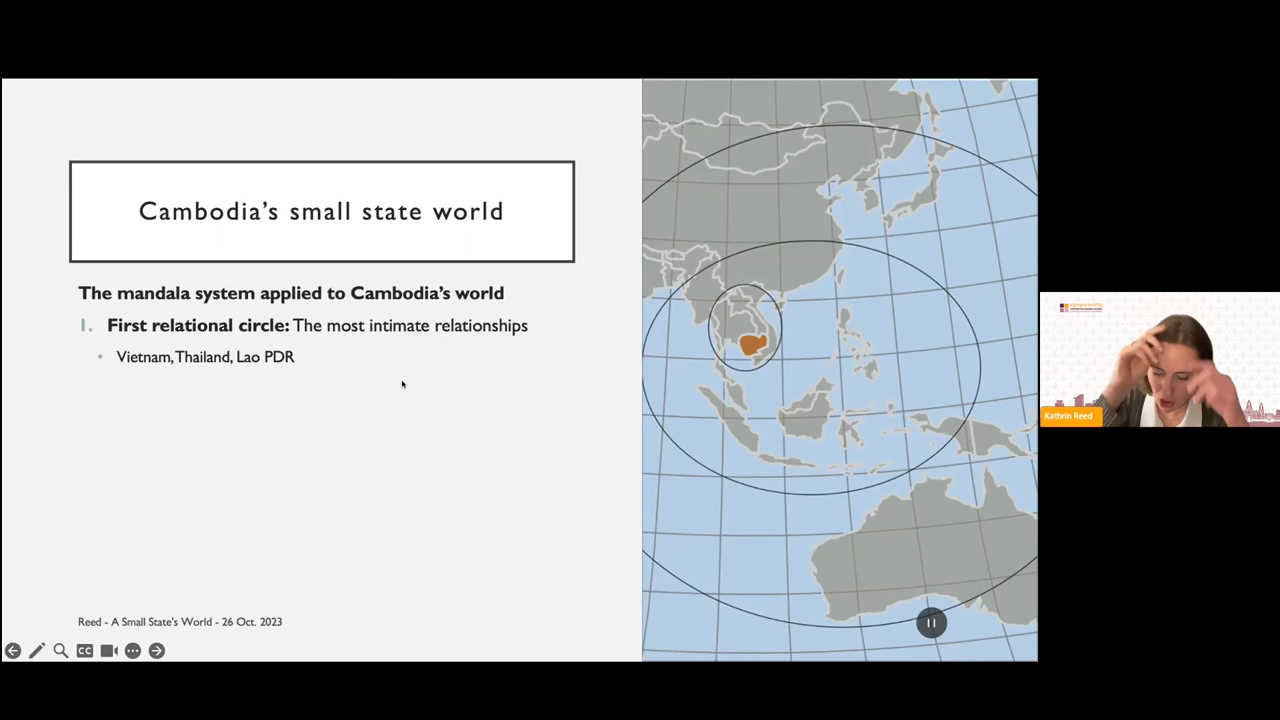 Cambodia's small state world
The mandala system applied to Cambodia's world
I. First relational circle: The most intimate relationships
• Vietnam, Thailand, Lao PDR
Reed - A Small State's World - 26 Oct. 2023
CC
Kathrin Reed